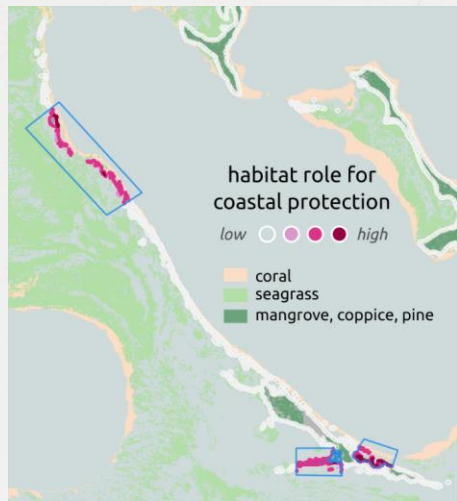 habitat role for
coastal protection
low high
coral
seagrass
mangrove, coppice, pine